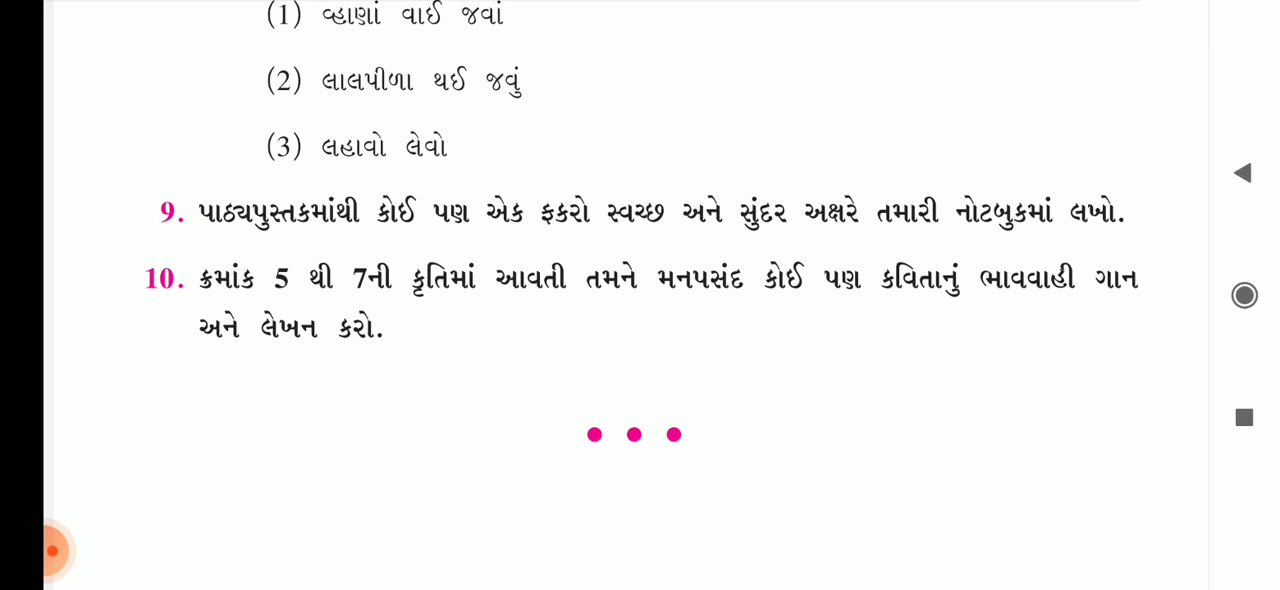 (1) વ્હાણાં વાઈ જવાં
(2) લાલપીળા થઈ જવું
(3) લહાવો લેવો
9. પાઠ્યપુસ્તકમાંથી કોઈ પણ એક ફકરો સ્વચ્છ અને સુંદર અક્ષરે તમારી નોટબુકમાં લખો.
10. ક્રમાંક 5 થી 7ની કૃતિમાં આવતી તમને મનપસંદ કોઈ પણ કવિતાનું ભાવવાહી ગાન
અને લેખન કરો.